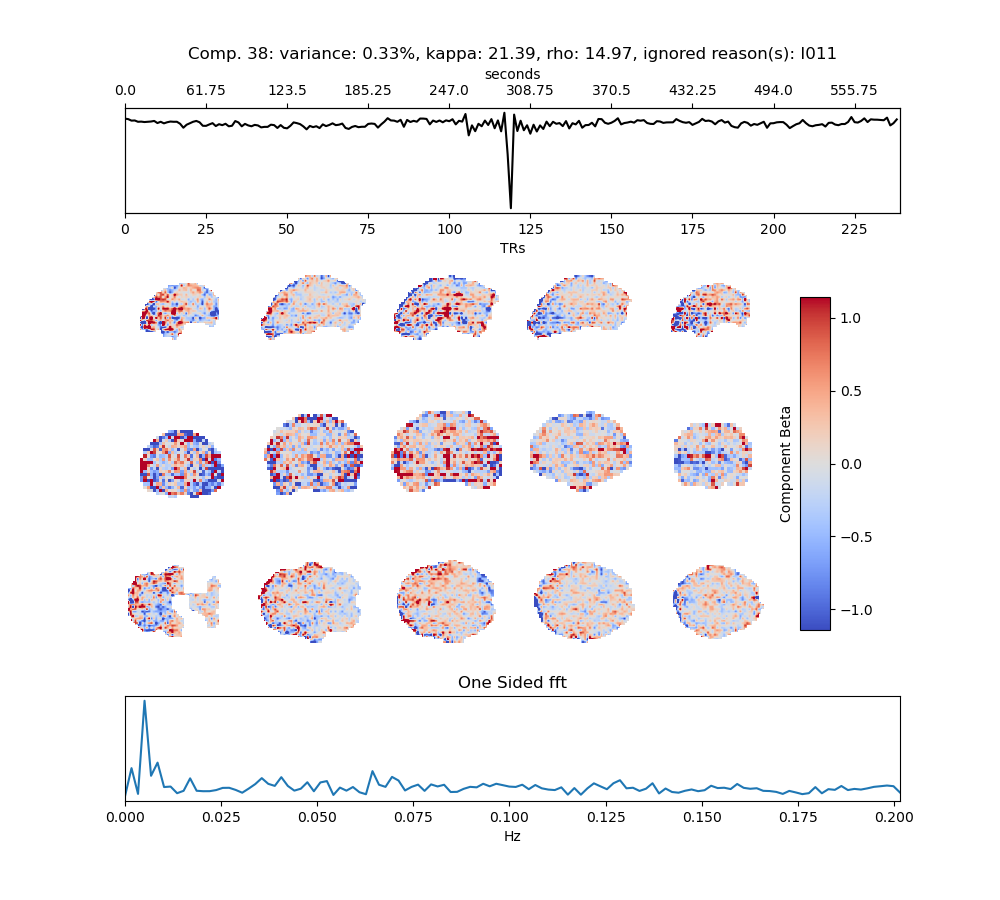 Comp. 38: variance: 0.33%, kappa: 21.39, rho: 14.97, ignored reason(s): I011
seconds
0.0 61.75 123.5 185.25 247.0 308.75 370.5 432.25 494.0 555.75
0 25 50 75 100 125 150 175 200 225
TRs
Component Beta
1.0
0.5
0.0
−0.5
−1.0
One Sided fft
0.000 0.025 0.050 0.075 0.100 0.125 0.150 0.175 0.200
Hz